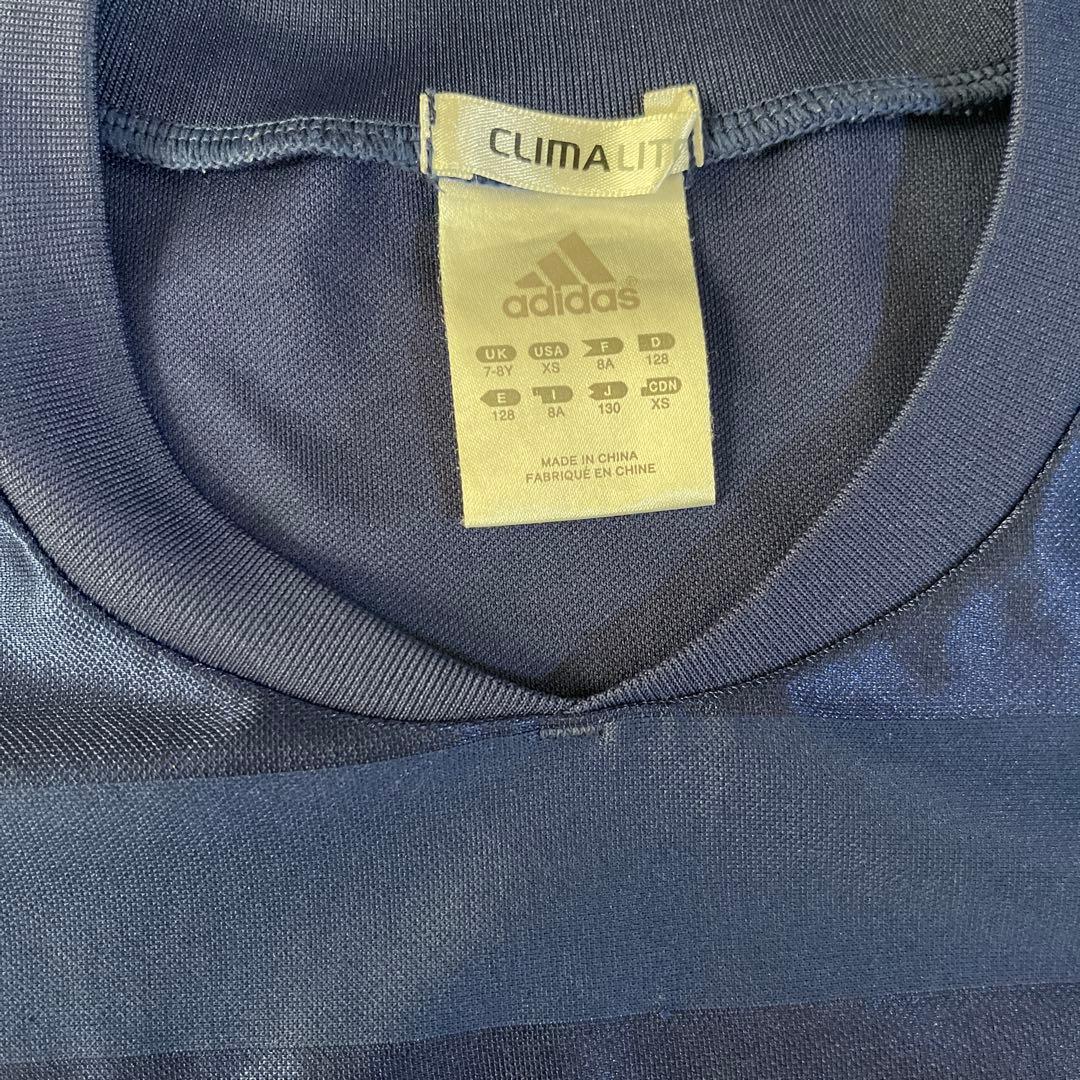 CLIMALITE
adidas®
UK USA F D
7-8Y XS 8A 128
E I J CDN
128 8A 130 XS
MADE IN CHINA
FABRIQUÉ EN CHINE